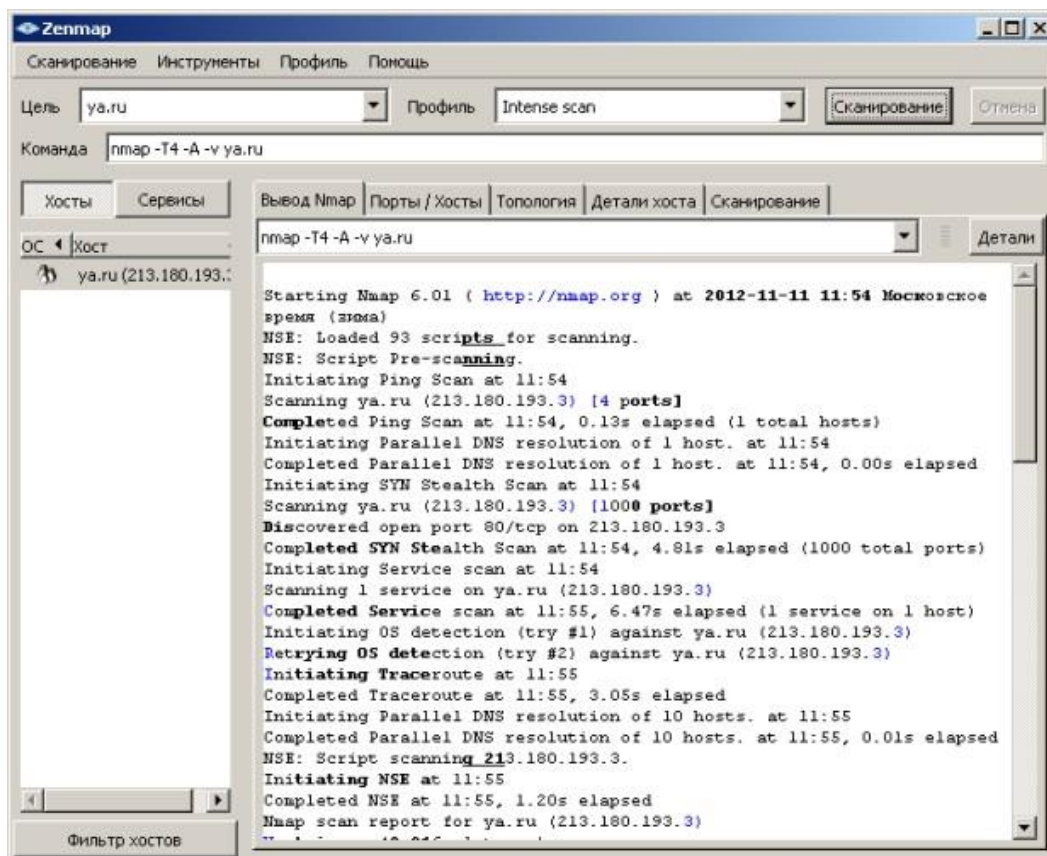 Zenmap
Сканирование Инструменты Профиль Помощь
Цель ya.ru Профиль Intense scan Сканирование Отмена
Команда nmap -T4 -A -v ya.ru
Хосты Сервисы
Вывод Nmap Порты / Хосты Топология Детали хоста Сканирование
ОС Хост
nmap -T4 -A -v ya.ru Детали
ya.ru (213.180.193.
Starting Nmap 6.01 ( http://nmap.org ) at 2012-11-11 11:54 Московское
время (зима)
NSE: Loaded 93 scripts for scanning.
NSE: Script Pre-scanning.
Initiating Ping Scan at 11:54
Scanning ya.ru (213.180.193.3) [4 ports]
Completed Ping Scan at 11:54, 0.13s elapsed (1 total hosts)
Initiating Parallel DNS resolution of 1 host. at 11:54
Completed Parallel DNS resolution of 1 host. at 11:54, 0.00s elapsed
Initiating SYN Stealth Scan at 11:54
Scanning ya.ru (213.180.193.3) [1000 ports]
Discovered open port 80/tcp on 213.180.193.3
Completed SYN Stealth Scan at 11:54, 4.81s elapsed (1000 total ports)
Initiating Service scan at 11:54
Scanning 1 service on ya.ru (213.180.193.3)
Completed Service scan at 11:55, 6.47s elapsed (1 service on 1 host)
Initiating OS detection (try #1) against ya.ru (213.180.193.3)
Retrying OS detection (try #2) against ya.ru (213.180.193.3)
Initiating Traceroute at 11:55
Completed Traceroute at 11:55, 3.05s elapsed
Initiating Parallel DNS resolution of 10 hosts. at 11:55
Completed Parallel DNS resolution of 10 hosts. at 11:55, 0.01s elapsed
NSE: Script scanning 213.180.193.3.
Initiating NSE at 11:55
Completed NSE at 11:55, 1.20s elapsed
Nmap scan report for ya.ru (213.180.193.3)
Фильтр хостов